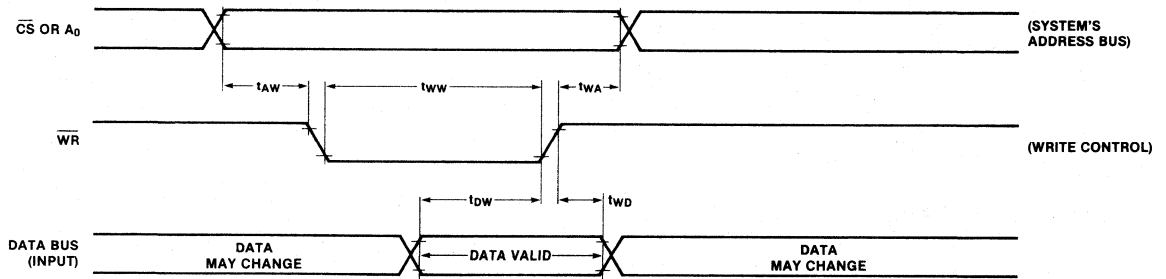 CS OR A0
(SYSTEM'S
ADDRESS BUS)
tAW
tWW
tWA
WR
(WRITE CONTROL)
tDW
tWD
DATA BUS
(INPUT)
DATA
MAY CHANGE
DATA VALID
DATA
MAY CHANGE